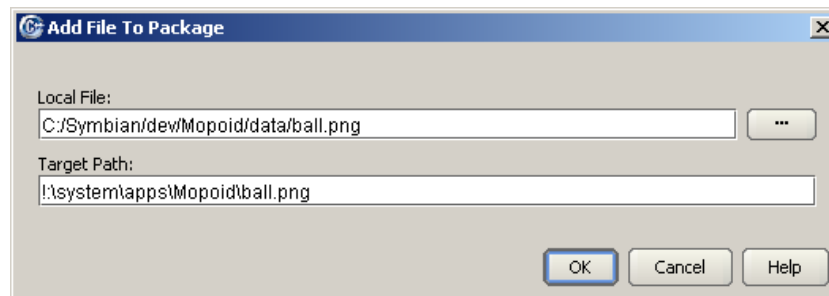 Add File To Package
Local File:
C:/Symbian/dev/Mopoid/data/ball.png
...
Target Path:
!:\system\apps\Mopoid\ball.png
OK Cancel Help